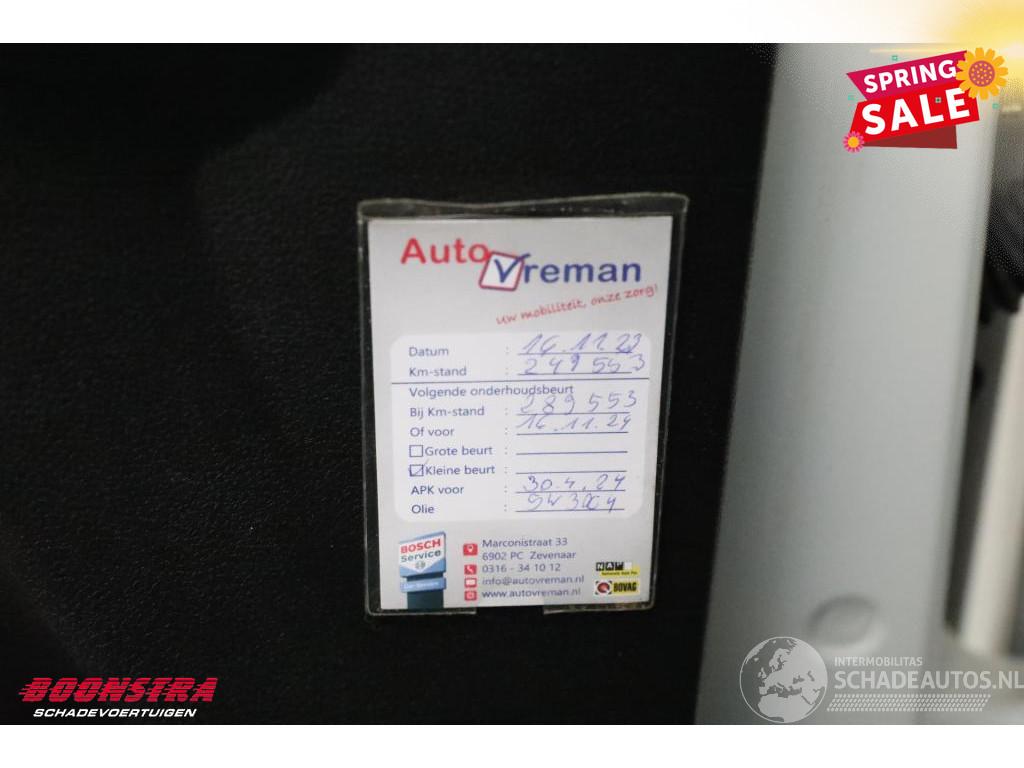 SPRING
SALE
Auto Vreman
uw mobiliteit, onze zorg!
Datum : 16.11.23
Km-stand : 249553
Volgende onderhoudsbeurt
Bij Km-stand : 289553
Of voor : 16.11.24
Grote beurt :
Kleine beurt :
APK voor : 30.4.24
Olie :
BOSCH
Service
Marconistraat 33
6902 PC Zevenaar
0316 - 34 10 12
info@autovreman.nl
www.autovreman.nl
NAP
BOVAG
BOONSTRA
SCHADEVOERTUIGEN
INTERMOBILITAS
SCHADEAUTOS.NL